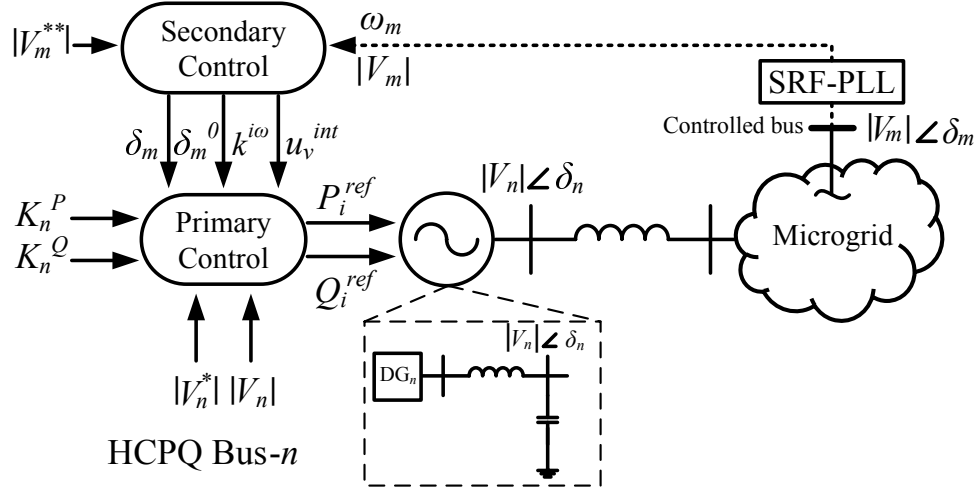 |V_m^{**}|
Secondary
Control
ω_m
|V_m|
SRF-PLL
Controlled bus
|V_m|∠δ_m
δ_m
δ_m^0
k^{iω}
u_v^{int}
|V_n|∠δ_n
K_n^P
K_n^Q
Primary
Control
P_i^{ref}
Q_i^{ref}
Microgrid
|V_n|∠δ_n
DG_n
|V_n^*| |V_n|
HCPQ Bus-n